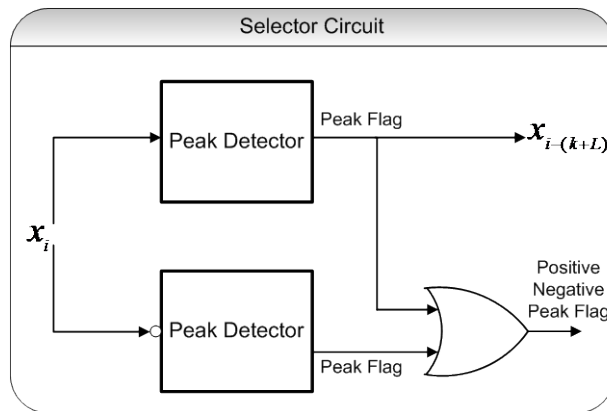 Selector Circuit
Peak Detector
Peak Flag
x_{i-(k+L)}
x_i
Peak Detector
Peak Flag
Positive
Negative
Peak Flag